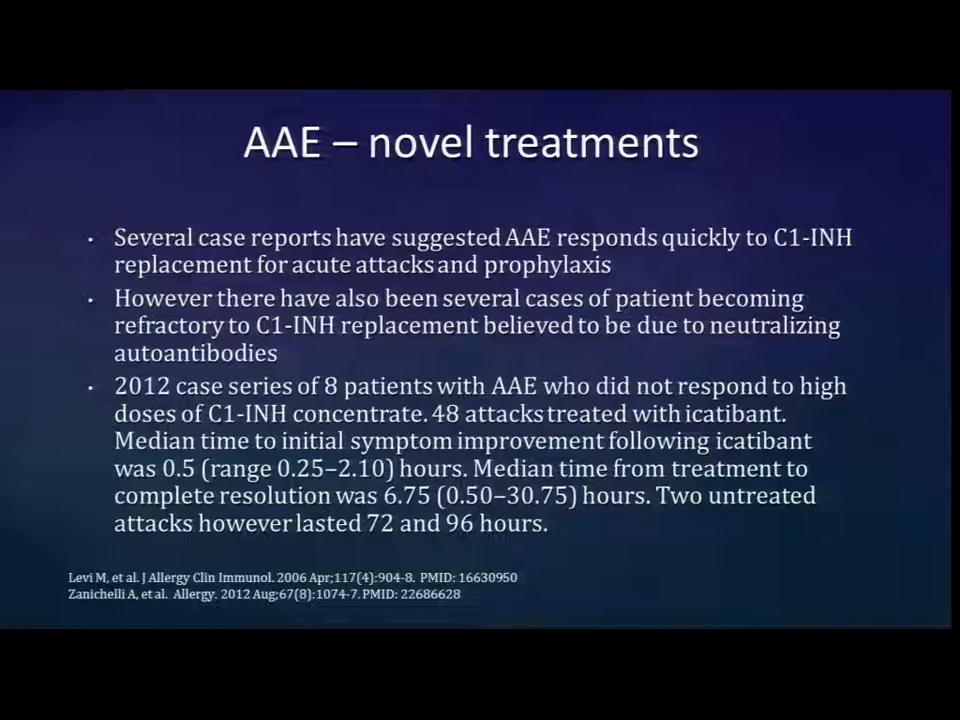 AAE – novel treatments
• Several case reports have suggested AAE responds quickly to C1-INH
replacement for acute attacks and prophylaxis
• However there have also been several cases of patient becoming
refractory to C1-INH replacement believed to be due to neutralizing
autoantibodies
• 2012 case series of 8 patients with AAE who did not respond to high
doses of C1-INH concentrate. 48 attacks treated with icatibant.
Median time to initial symptom improvement following icatibant
was 0.5 (range 0.25–2.10) hours. Median time from treatment to
complete resolution was 6.75 (0.50–30.75) hours. Two untreated
attacks however lasted 72 and 96 hours.
Levi M, et al. J Allergy Clin Immunol. 2006 Apr;117(4):904-8. PMID: 16630950
Zanichelli A, et al. Allergy. 2012 Aug;67(8):1074-7. PMID: 22686628